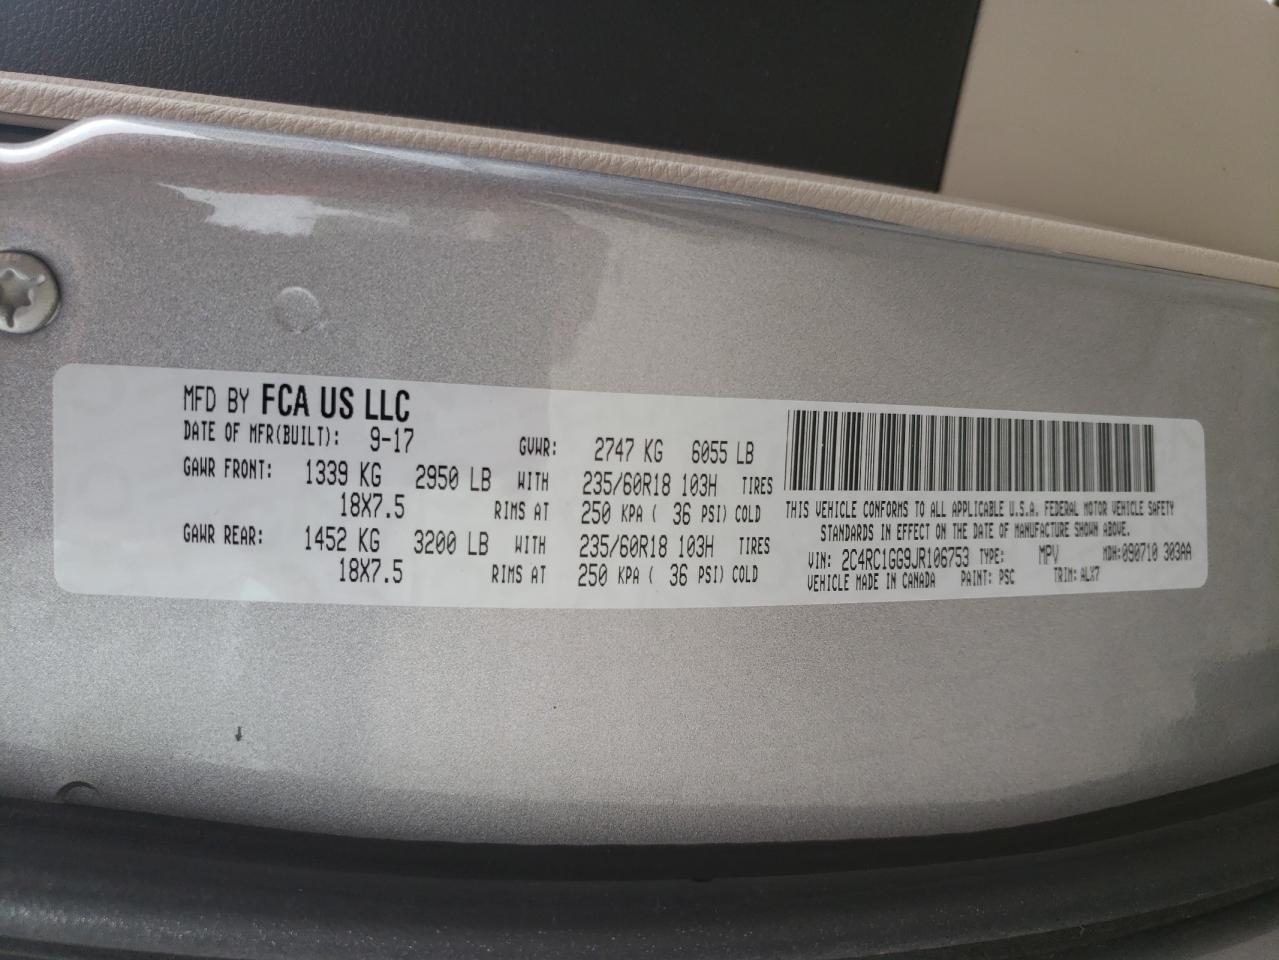 MFD BY FCA US LLC
DATE OF MFR(BUILT): 9-17 GVWR: 2747 KG 6055 LB
GAWR FRONT: 1339 KG 2950 LB WITH 235/60R18 103H TIRES
18X7.5 RIMS AT 250 KPA ( 36 PSI) COLD
GAWR REAR: 1452 KG 3200 LB WITH 235/60R18 103H TIRES
18X7.5 RIMS AT 250 KPA ( 36 PSI) COLD
THIS VEHICLE CONFORMS TO ALL APPLICABLE U.S.A. FEDERAL MOTOR VEHICLE SAFETY
STANDARDS IN EFFECT ON THE DATE OF MANUFACTURE SHOWN ABOVE.
VIN: 2C4RC1GG9JR106753 TYPE: MPV MDH:090710 303AA
VEHICLE MADE IN CANADA PAINT: PSC TRIM: ALX7